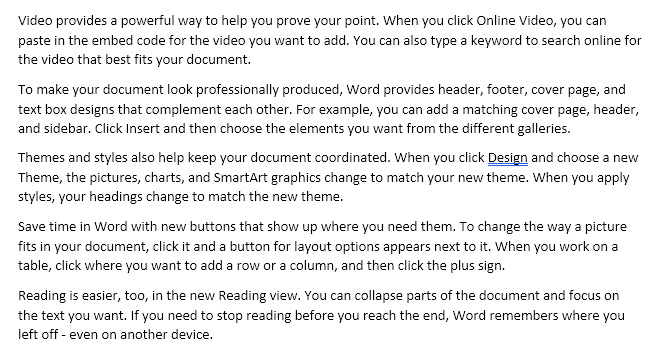 Video provides a powerful way to help you prove your point. When you click Online Video, you can
paste in the embed code for the video you want to add. You can also type a keyword to search online for
the video that best fits your document.
To make your document look professionally produced, Word provides header, footer, cover page, and
text box designs that complement each other. For example, you can add a matching cover page, header,
and sidebar. Click Insert and then choose the elements you want from the different galleries.
Themes and styles also help keep your document coordinated. When you click Design and choose a new
Theme, the pictures, charts, and SmartArt graphics change to match your new theme. When you apply
styles, your headings change to match the new theme.
Save time in Word with new buttons that show up where you need them. To change the way a picture
fits in your document, click it and a button for layout options appears next to it. When you work on a
table, click where you want to add a row or a column, and then click the plus sign.
Reading is easier, too, in the new Reading view. You can collapse parts of the document and focus on
the text you want. If you need to stop reading before you reach the end, Word remembers where you
left off - even on another device.